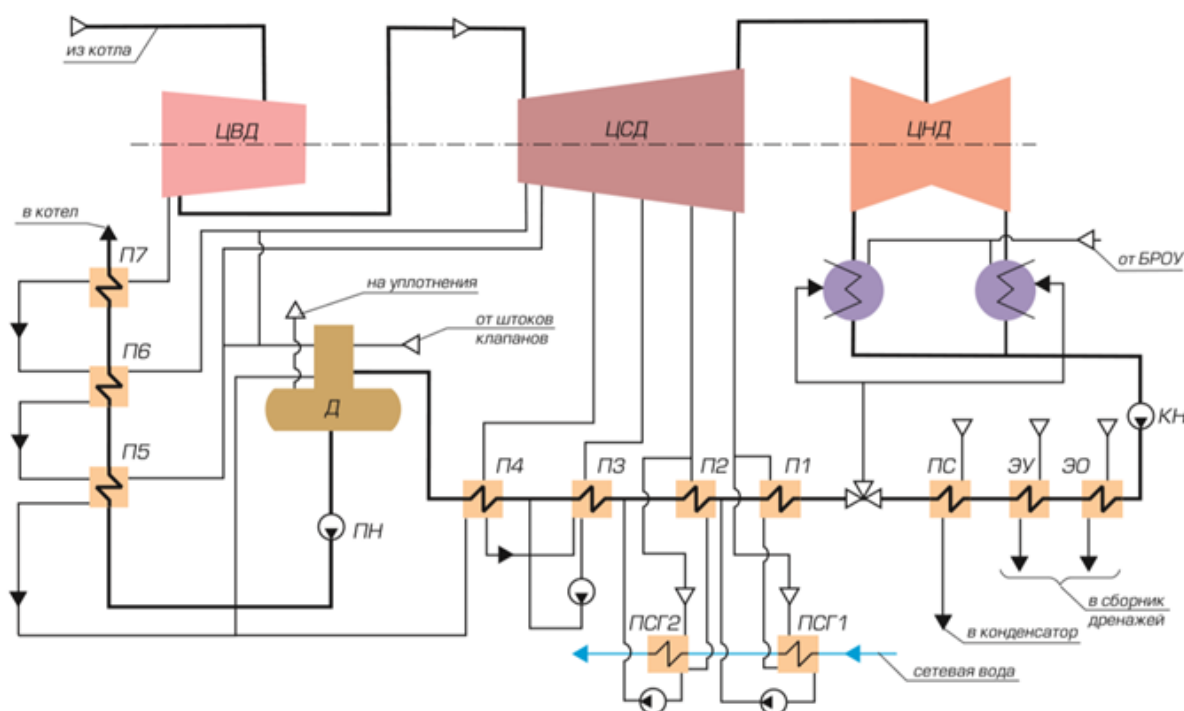 из котла
ЦВД
ЦСД
ЦНД
в котел
П7
на уплотнения
от штоков
клапанов
от БРОУ
П6
Д
КН
П5
ПН
П4
П3
П2
П1
ПС
ЭУ
ЭО
в сборник
дренажей
в конденсатор
ПСГ2
ПСГ1
сетевая вода